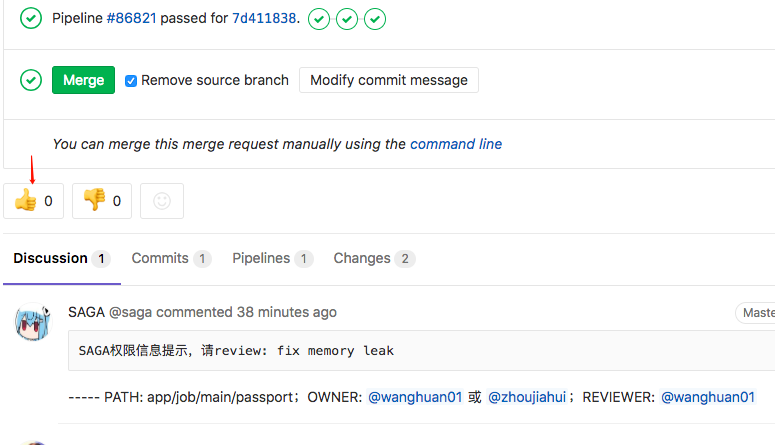 Pipeline #86821 passed for 7d411838.
Merge Remove source branch Modify commit message
You can merge this merge request manually using the command line
0 0
Discussion 1 Commits 1 Pipelines 1 Changes 2
SAGA @saga commented 38 minutes ago Maste
SAGA权限信息提示，请review: fix memory leak
----- PATH: app/job/main/passport；OWNER: @wanghuan01 或 @zhoujiahui；REVIEWER: @wanghuan01